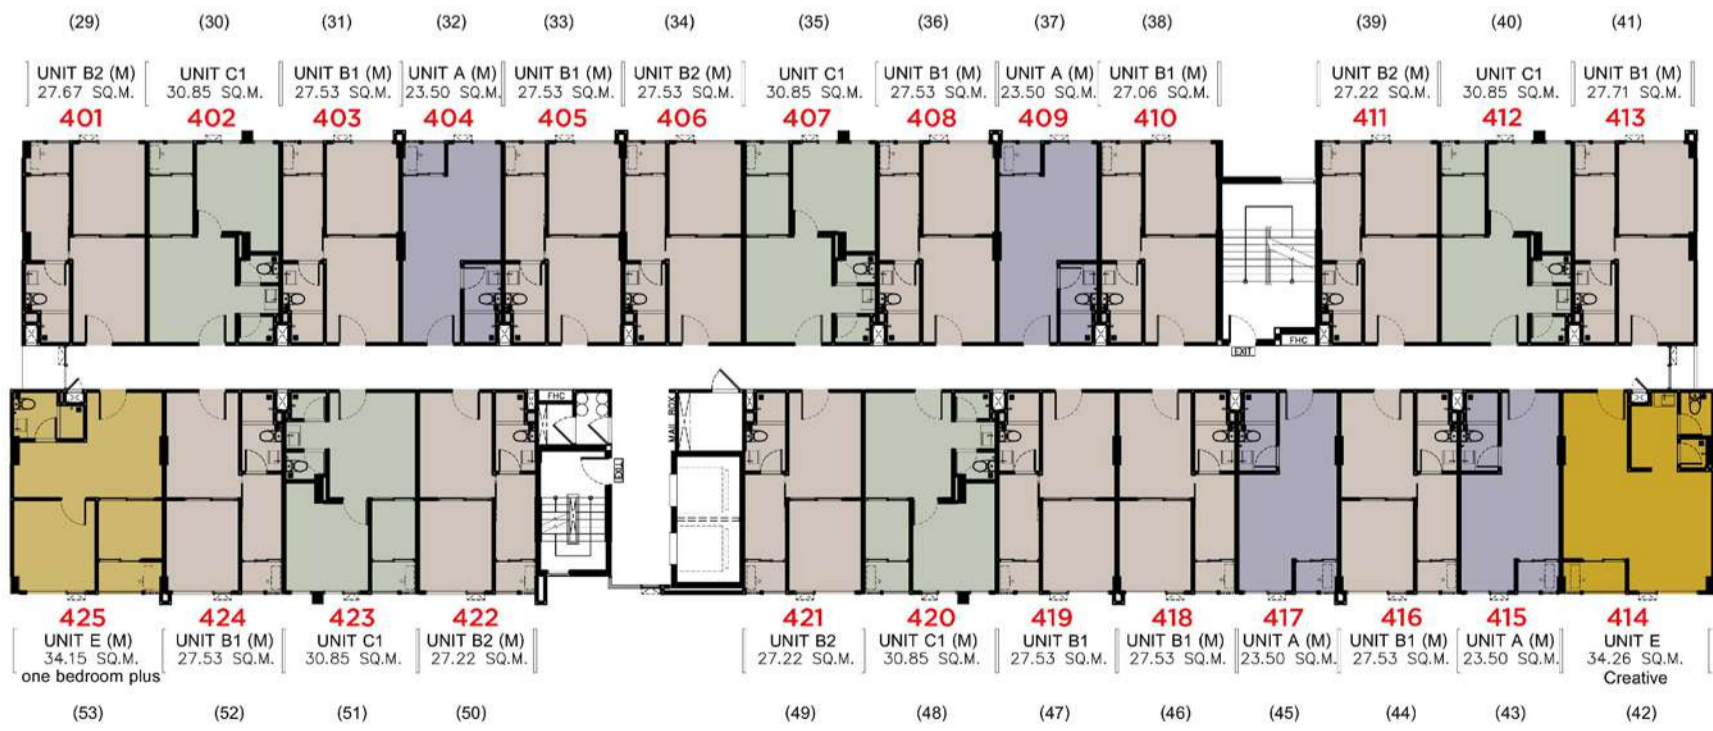 (29) (30) (31) (32) (33) (34) (35) (36) (37) (38) (39) (40) (41)
UNIT B2 (M) UNIT C1 UNIT B1 (M) UNIT A (M) UNIT B1 (M) UNIT B2 (M) UNIT C1 UNIT B1 (M) UNIT A (M) UNIT B1 (M) UNIT B2 (M) UNIT C1 UNIT B1 (M)
27.67 SQ.M. 30.85 SQ.M. 27.53 SQ.M. 23.50 SQ.M. 27.53 SQ.M. 27.53 SQ.M. 30.85 SQ.M. 27.53 SQ.M. 23.50 SQ.M. 27.06 SQ.M. 27.22 SQ.M. 30.85 SQ.M. 27.71 SQ.M.
401 402 403 404 405 406 407 408 409 410 411 412 413
FHC
EXIT
FHC
MAIL BOX
EXIT
425 424 423 422 421 420 419 418 417 416 415 414
UNIT E (M) UNIT B1 (M) UNIT C1 UNIT B2 (M) UNIT B2 UNIT C1 (M) UNIT B1 UNIT B1 (M) UNIT A (M) UNIT B1 (M) UNIT A (M) UNIT E
34.15 SQ.M. 27.53 SQ.M. 30.85 SQ.M. 27.22 SQ.M. 27.22 SQ.M. 30.85 SQ.M. 27.53 SQ.M. 27.53 SQ.M. 23.50 SQ.M. 27.53 SQ.M. 23.50 SQ.M. 34.26 SQ.M.
one bedroom plus Creative
(53) (52) (51) (50) (49) (48) (47) (46) (45) (44) (43) (42)